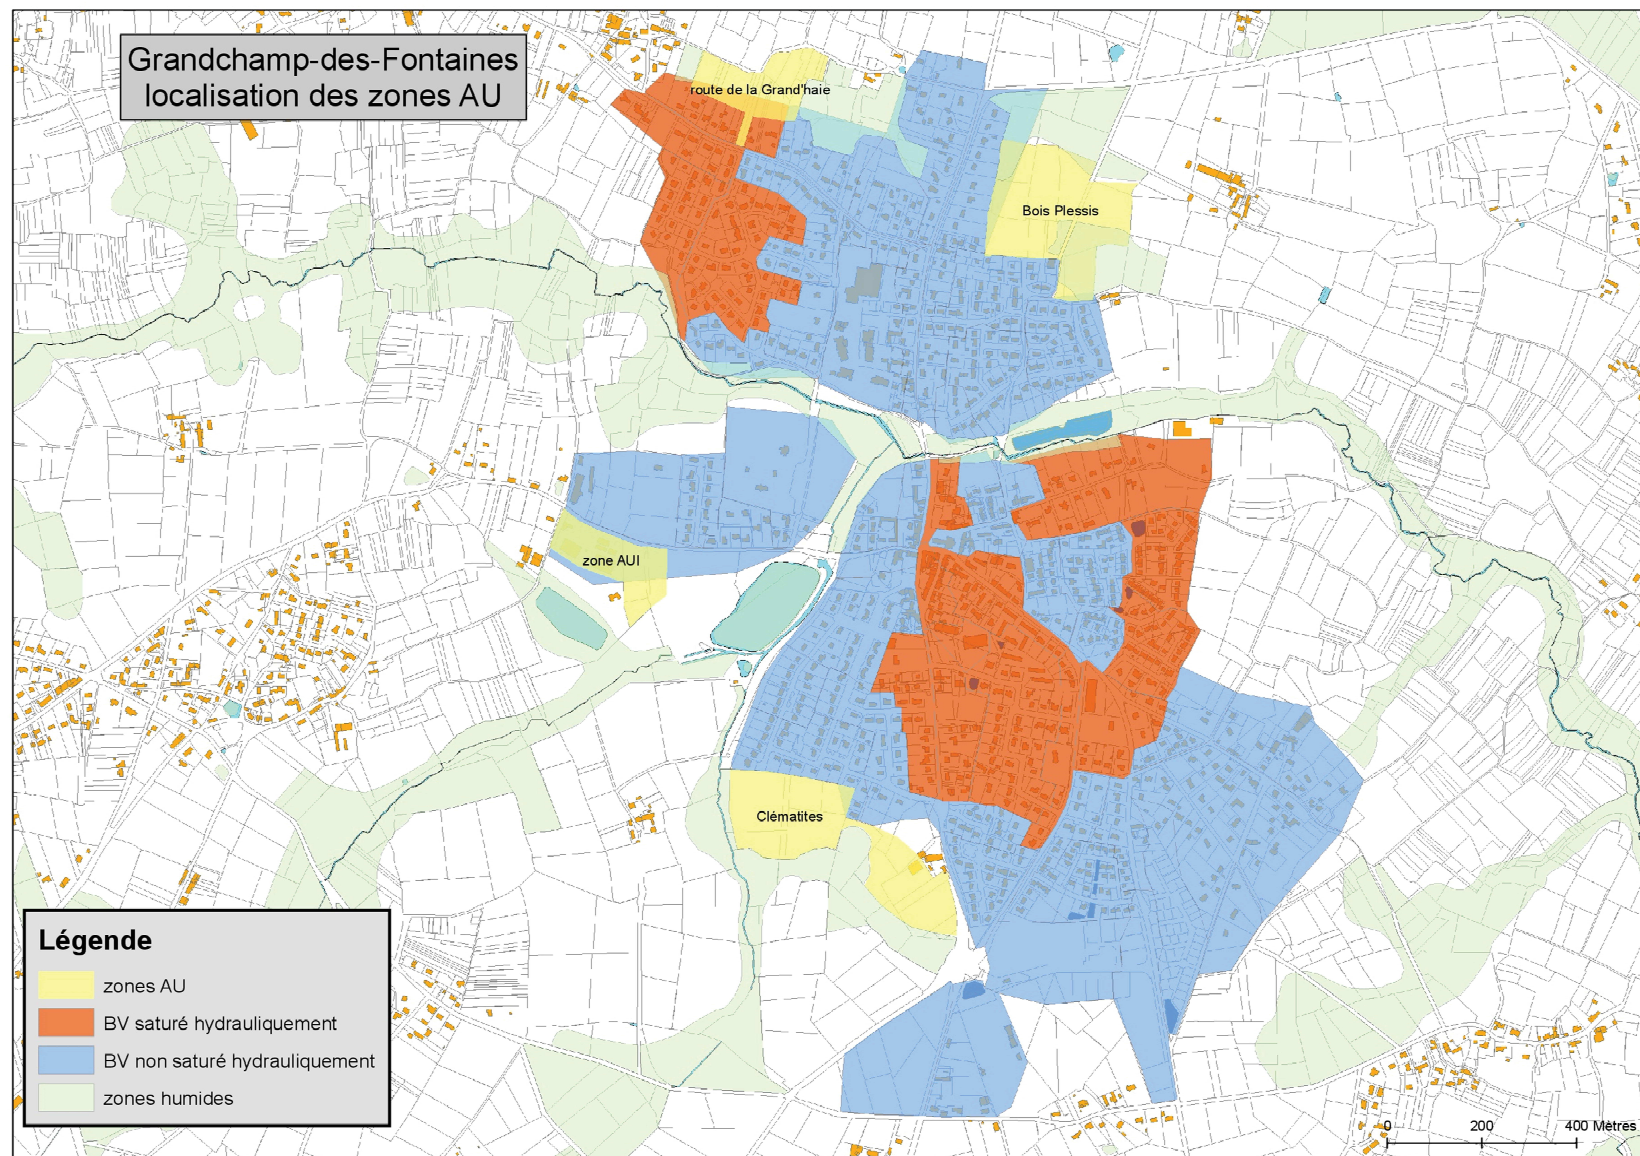 Grandchamp-des-Fontaines
localisation des zones AU
route de la Grand'haie
Bois Plessis
zone AUI
Clématites
Légende
zones AU
BV saturé hydrauliquement
BV non saturé hydrauliquement
zones humides
0 200 400 Mètres